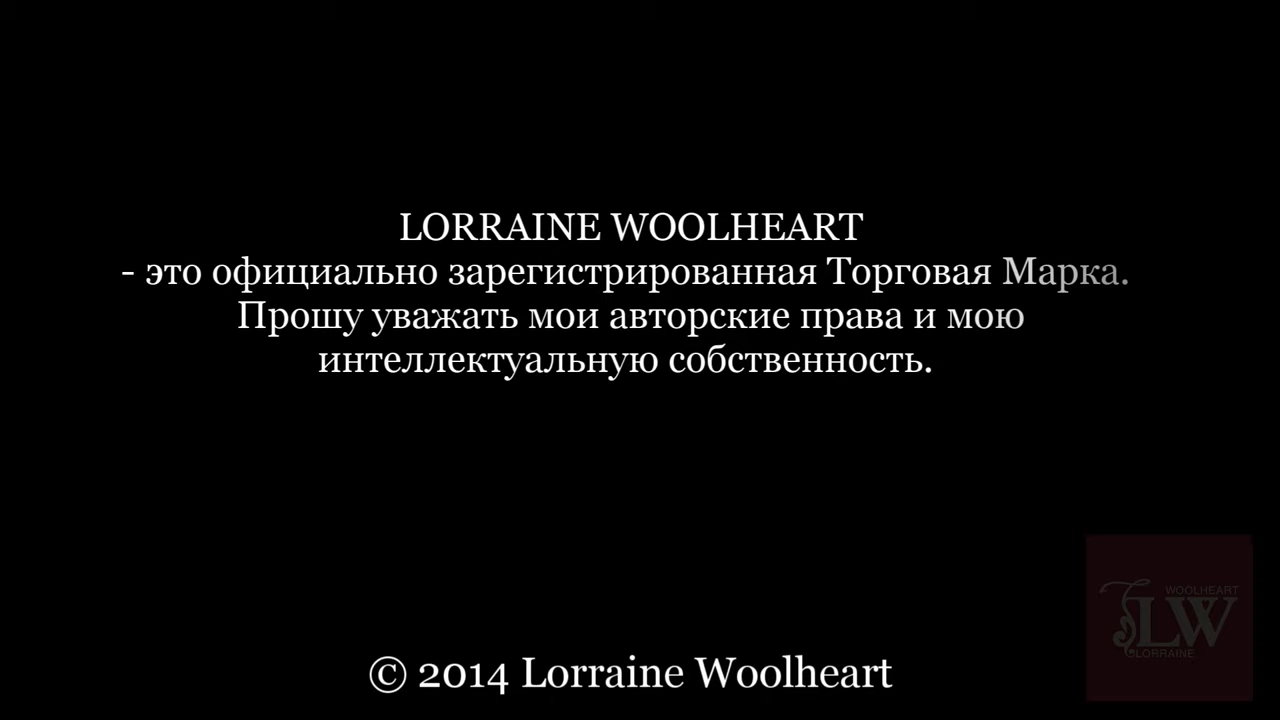 LORRAINE WOOLHEART
- это официально зарегистрированная Торговая Марка.
Прошу уважать мои авторские права и мою
интеллектуальную собственность.
WOOLHEART
LW
LORRAINE
© 2014 Lorraine Woolheart